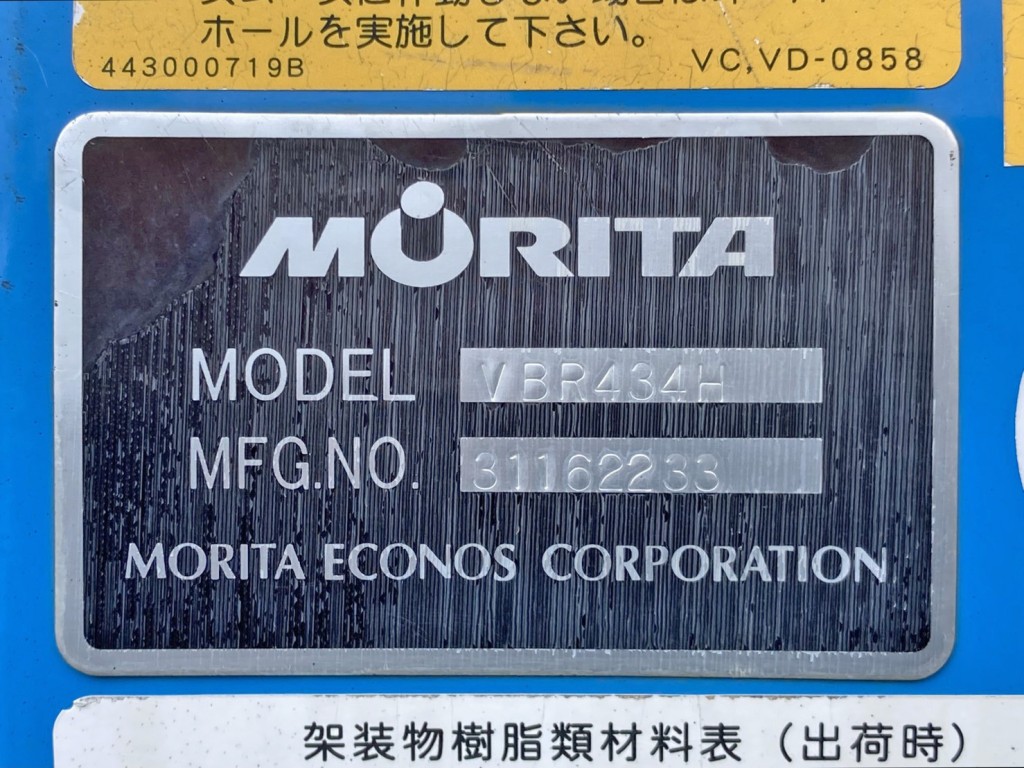 ホールを実施して下さい。
443000719B VC,VD-0858
MORITA
MODEL VBR434H
MFG.NO. 31162233
MORITA ECONOS CORPORATION
架装物樹脂類材料表（出荷時）